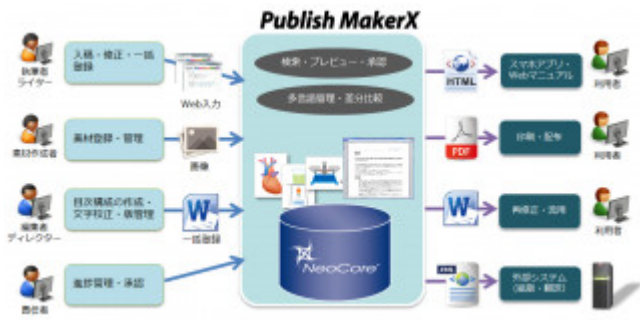 Publish MakerX
執筆者
ライター
入稿・修正・一括
登録
Web入力
検索・プレビュー・承認
多言語管理・差分比較
HTML
スマホアプリ・
Webマニュアル
利用者
素材作成者
素材登録・管理
画像
PDF
印刷・配布
利用者
編集者
ディレクター
目次構成の作成・
文字校正・版管理
W
一括登録
NeoCore
W
再修正・流用
利用者
責任者
進捗管理・承認
XML
外部システム